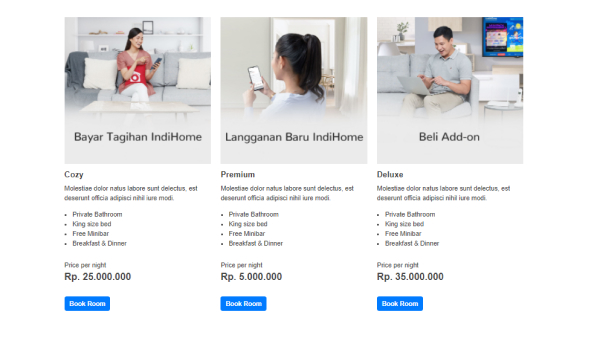 Bayar Tagihan IndiHome
Langganan Baru IndiHome
Beli Add-on
Cozy
Molestiae dolor natus labore sunt delectus, est
deserunt officia adipisci nihil iure modi.
Private Bathroom
King size bed
Free Minibar
Breakfast & Dinner
Price per night
Rp. 25.000.000
Book Room
Premium
Molestiae dolor natus labore sunt delectus, est
deserunt officia adipisci nihil iure modi.
Private Bathroom
King size bed
Free Minibar
Breakfast & Dinner
Price per night
Rp. 5.000.000
Book Room
Deluxe
Molestiae dolor natus labore sunt delectus, est
deserunt officia adipisci nihil iure modi.
Private Bathroom
King size bed
Free Minibar
Breakfast & Dinner
Price per night
Rp. 35.000.000
Book Room